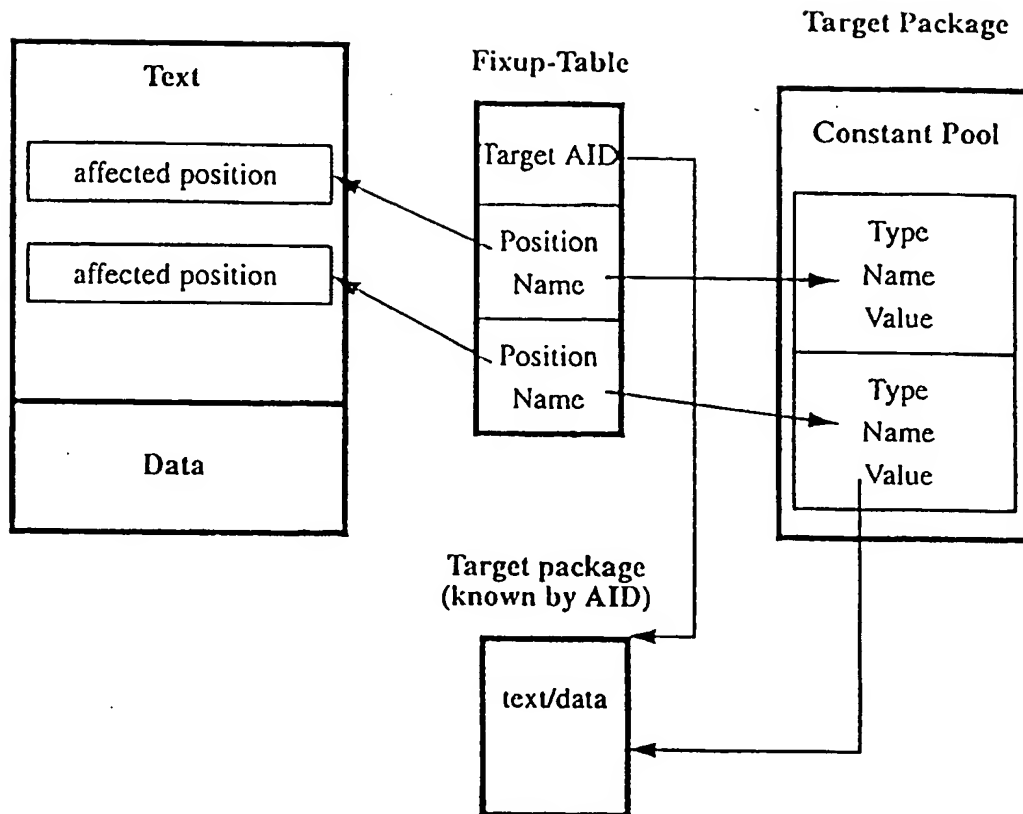 Text
affected position
affected position
Data
Fixup-Table
Target AID
Position
Name
Position
Name
Target Package
Constant Pool
Type
Name
Value
Type
Name
Value
Target package
(known by AID)
text/data